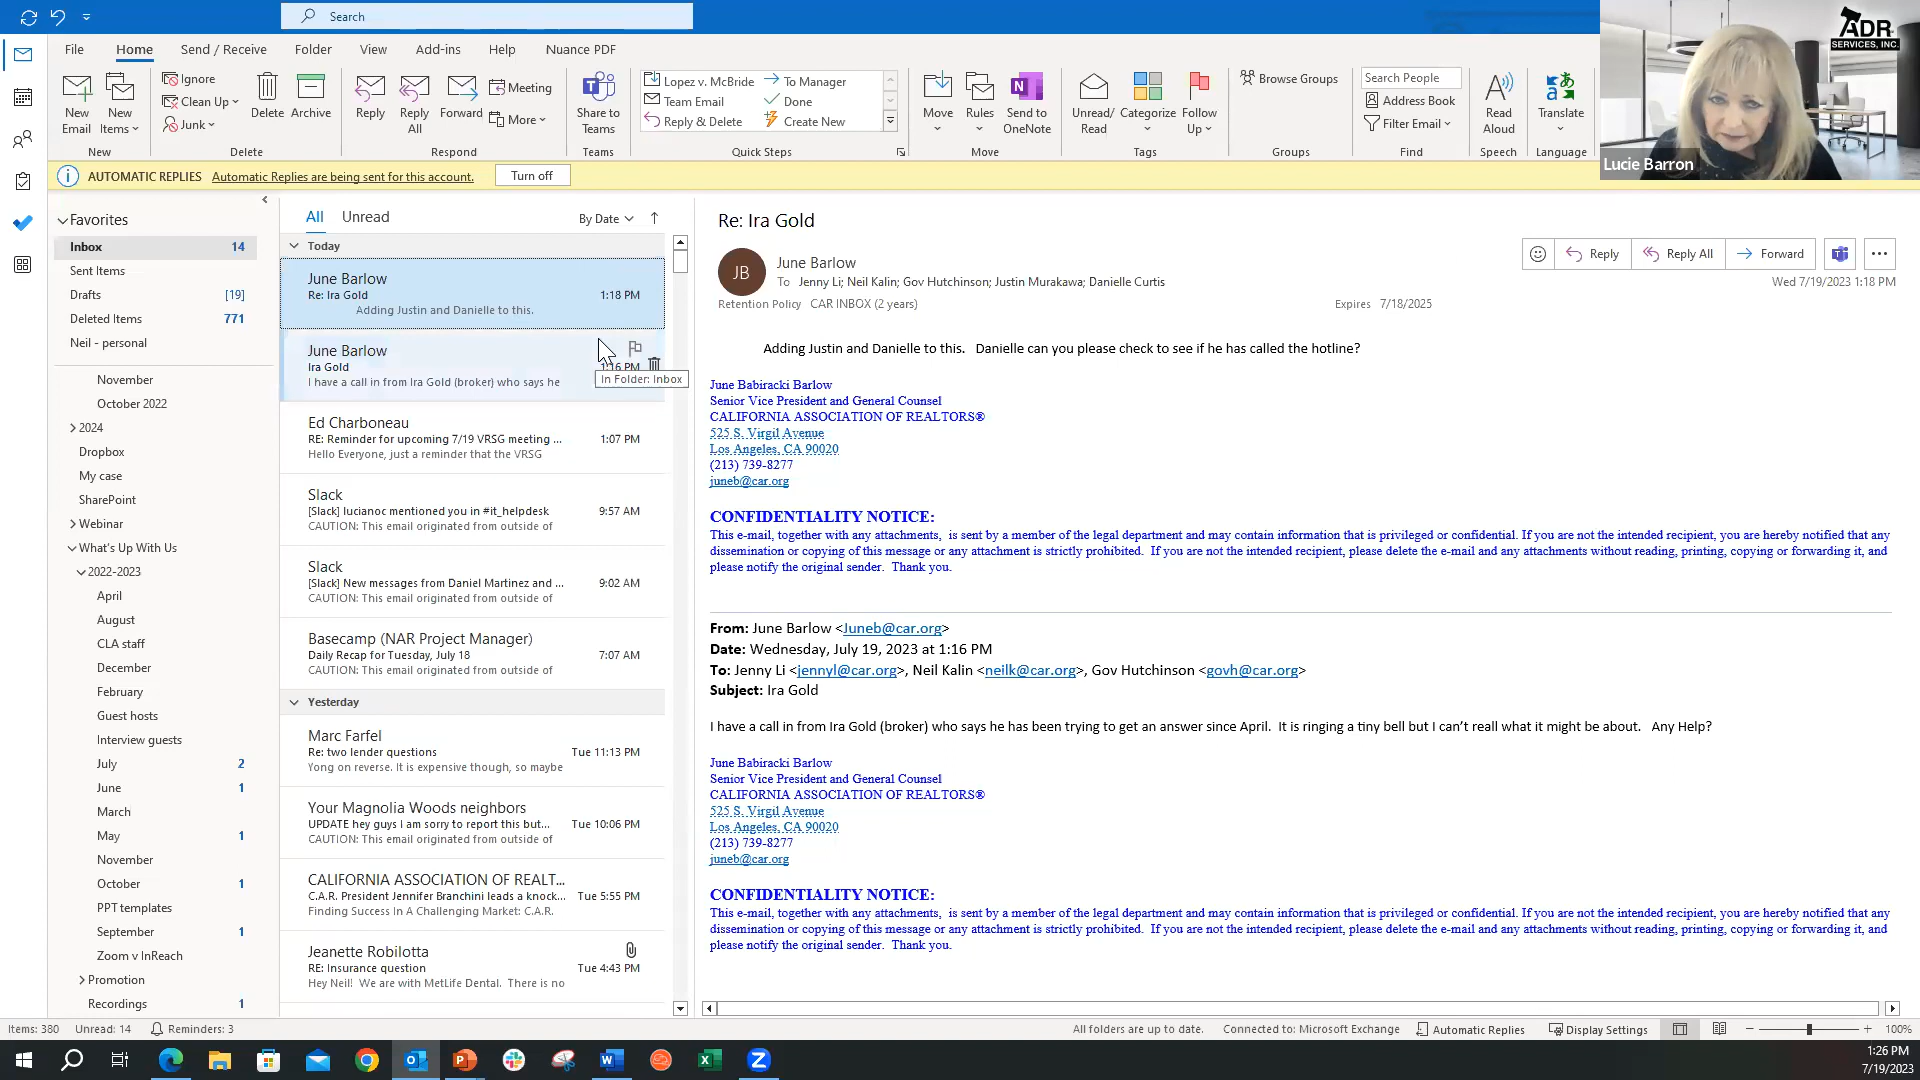 Search
File Home Send / Receive Folder View Add-ins Help Nuance PDF
New Email
New Items
New
Ignore
Clean Up
Junk
Delete
Archive
Delete
Reply
Reply All
Forward
Meeting
More
Respond
Share to Teams
Teams
Lopez v. McBride
Team Email
Reply & Delete
To Manager
Done
Create New
Quick Steps
Move
Rules
Send to OneNote
Move
Unread/ Read
Categorize
Follow Up
Tags
Browse Groups
Groups
Search People
Address Book
Filter Email
Find
Read Aloud
Speech
Translate
Language
ADR
SERVICES, INC.
Lucie Barron
AUTOMATIC REPLIES Automatic Replies are being sent for this account. Turn off
Favorites
Inbox 14
Sent Items
Drafts [19]
Deleted Items 771
Neil - personal
November
October 2022
2024
Dropbox
My case
SharePoint
Webinar
What's Up With Us
2022-2023
April
August
CLA staff
December
February
Guest hosts
Interview guests
July 2
June 1
March
May 1
November
October 1
PPT templates
September 1
Zoom v InReach
Promotion
Recordings 1
All Unread By Date
Today
June Barlow
Re: Ira Gold 1:18 PM
Adding Justin and Danielle to this.
June Barlow
Ira Gold 1:16 PM
I have a call in from Ira Gold (broker) who says he
In Folder: Inbox
Ed Charboneau
RE: Reminder for upcoming 7/19 VRSG meeting ... 1:07 PM
Hello Everyone, just a reminder that the VRSG
Slack
[Slack] lucianoc mentioned you in #it_helpdesk 9:57 AM
CAUTION: This email originated from outside of
Slack
[Slack] New messages from Daniel Martinez and ... 9:02 AM
CAUTION: This email originated from outside of
Basecamp (NAR Project Manager)
Daily Recap for Tuesday, July 18 7:07 AM
CAUTION: This email originated from outside of
Yesterday
Marc Farfel
Re: two lender questions Tue 11:13 PM
Yong on reverse. It is expensive though, so maybe
Your Magnolia Woods neighbors
UPDATE hey guys I am sorry to report this but... Tue 10:06 PM
CAUTION: This email originated from outside of
CALIFORNIA ASSOCIATION OF REALT...
C.A.R. President Jennifer Branchini leads a knock... Tue 5:55 PM
Finding Success In A Challenging Market: C.A.R.
Jeanette Robilotta
RE: Insurance question Tue 4:43 PM
Hey Neil! We are with MetLife Dental. There is no
Re: Ira Gold
JB
June Barlow
To Jenny Li; Neil Kalin; Gov Hutchinson; Justin Murakawa; Danielle Curtis
Reply Reply All Forward
Wed 7/19/2023 1:18 PM
Retention Policy CAR INBOX (2 years) Expires 7/18/2025
Adding Justin and Danielle to this. Danielle can you please check to see if he has called the hotline?
June Babiracki Barlow
Senior Vice President and General Counsel
CALIFORNIA ASSOCIATION OF REALTORS®
525 S. Virgil Avenue
Los Angeles, CA 90020
(213) 739-8277
juneb@car.org
CONFIDENTIALITY NOTICE:
This e-mail, together with any attachments, is sent by a member of the legal department and may contain information that is privileged or confidential. If you are not the intended recipient, you are hereby notified that any
dissemination or copying of this message or any attachment is strictly prohibited. If you are not the intended recipient, please delete the e-mail and any attachments without reading, printing, copying or forwarding it, and
please notify the original sender. Thank you.
From: June Barlow <Juneb@car.org>
Date: Wednesday, July 19, 2023 at 1:16 PM
To: Jenny Li <jennyl@car.org>, Neil Kalin <neilk@car.org>, Gov Hutchinson <govh@car.org>
Subject: Ira Gold
I have a call in from Ira Gold (broker) who says he has been trying to get an answer since April. It is ringing a tiny bell but I can't reall what it might be about. Any Help?
June Babiracki Barlow
Senior Vice President and General Counsel
CALIFORNIA ASSOCIATION OF REALTORS®
525 S. Virgil Avenue
Los Angeles, CA 90020
(213) 739-8277
juneb@car.org
CONFIDENTIALITY NOTICE:
This e-mail, together with any attachments, is sent by a member of the legal department and may contain information that is privileged or confidential. If you are not the intended recipient, you are hereby notified that any
dissemination or copying of this message or any attachment is strictly prohibited. If you are not the intended recipient, please delete the e-mail and any attachments without reading, printing, copying or forwarding it, and
please notify the original sender. Thank you.
Items: 380 Unread: 14 Reminders: 3 All folders are up to date. Connected to: Microsoft Exchange Automatic Replies Display Settings 100%
1:26 PM
7/19/2023